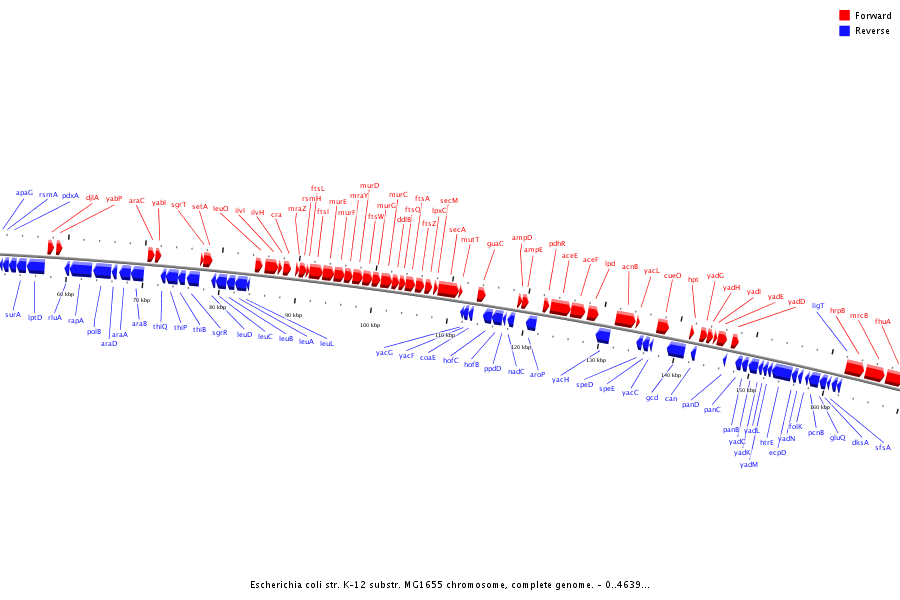 Forward
Reverse
apaG
rsmA
pdxA
djlA
yabP
araC
yabI
sgrT
setA
leuO
ilvI
ilvH
cra
mraZ
rsmH
ftsL
ftsI
murE
murF
mraY
murD
ftsW
murG
murC
ddlB
ftsQ
ftsA
ftsZ
lpxC
secM
secA
mutT
guaC
ampD
ampE
pdhR
aceE
aceF
lpd
acnB
yacL
cueO
hpt
yadG
yadH
yadI
yadE
yadD
ligT
hrpB
mrcB
fhuA
surA
lptD
rluA
60 kbp
rapA
polB
araD
araA
araB
70 kbp
thiQ
thiP
thiB
80 kbp
sgrR
leuD
leuC
leuB
leuA
leuL
90 kbp
100 kbp
110 kbp
yacG
yacF
coaE
hofC
hofB
ppdD
nadC
120 kbp
aroP
yacH
130 kbp
speD
speE
yacC
gcd
can
140 kbp
panD
panC
150 kbp
panB
yadC
yadK
yadM
yadL
htrE
ecpD
yadN
folK
pcnB
160 kbp
gluQ
dksA
sfsA
Escherichia coli str. K-12 substr. MG1655 chromosome, complete genome. - 0..4639...